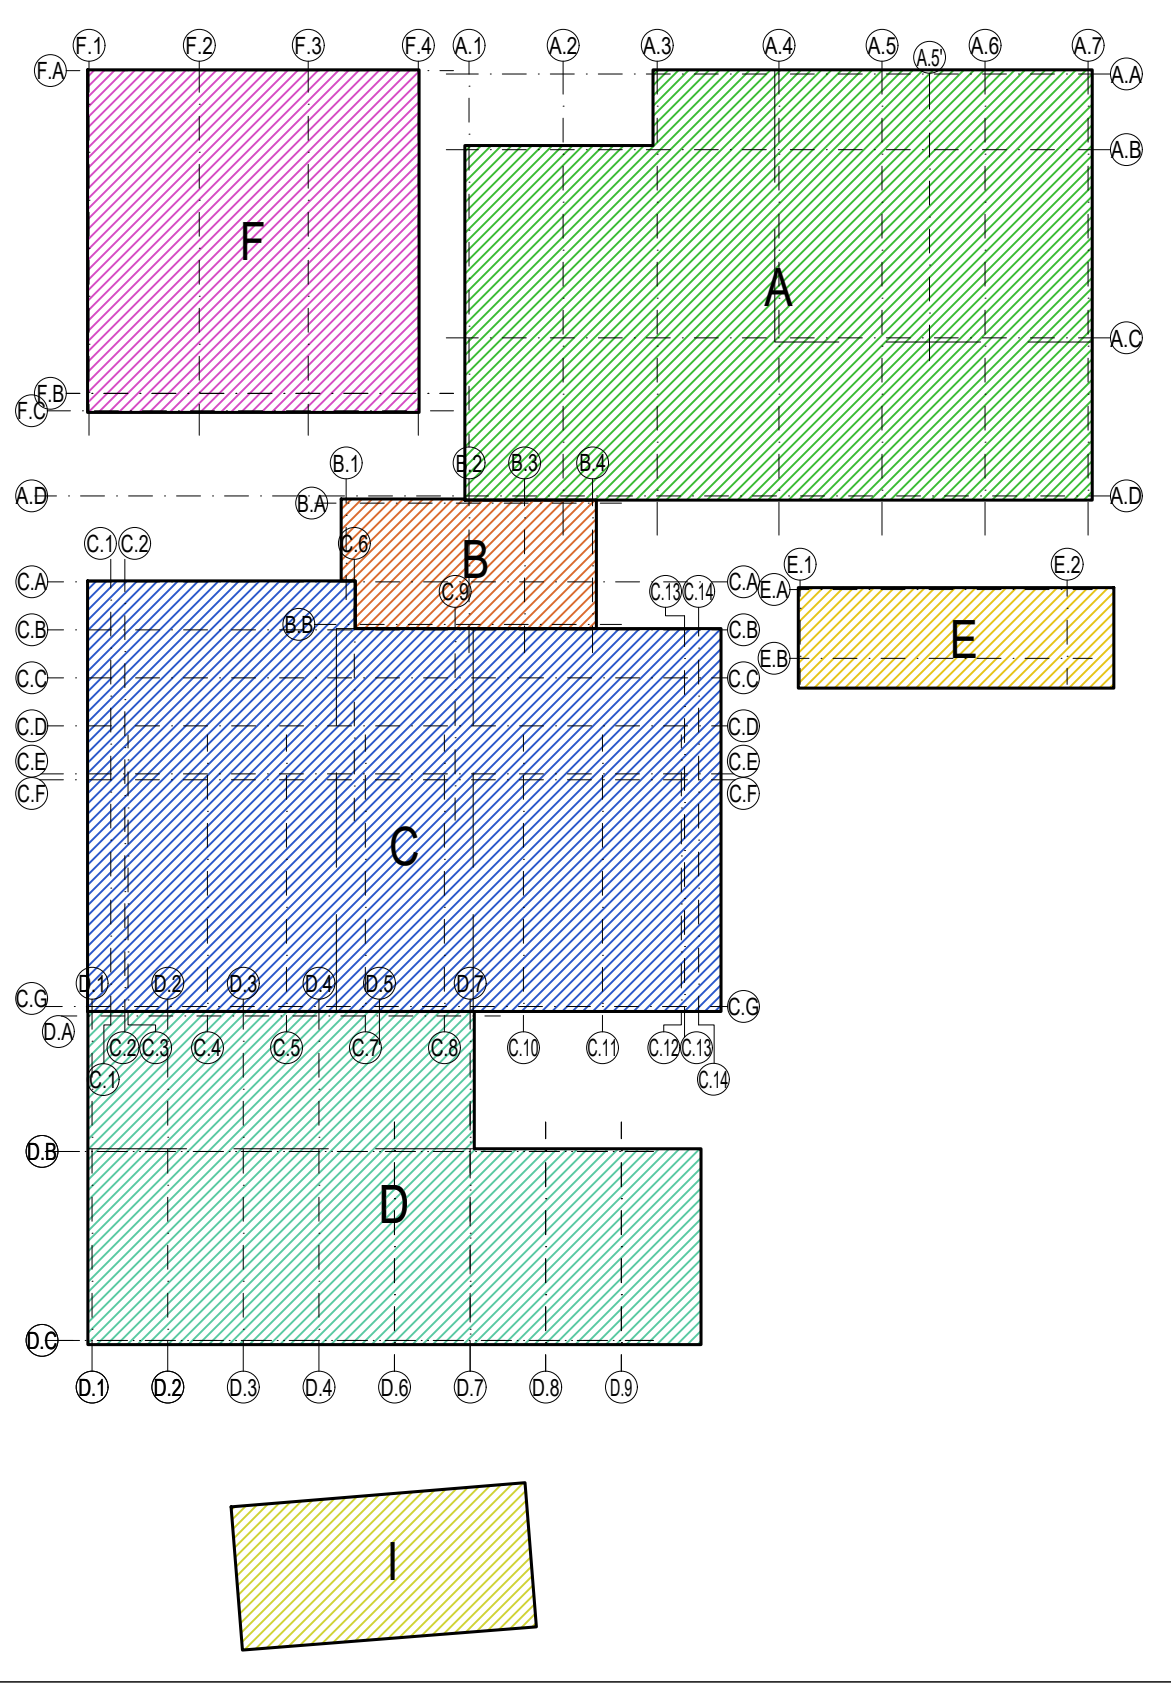 F.1 F.2 F.3 F.4 A.1 A.2 A.3 A.4 A.5 A.5' A.6 A.7
F.A A.A
A.B
F
A
A.C
F.B
F.C
B.1 B.2 B.3 B.4
A.D B.A A.D
C.1 C.2 C.6 B
E.1 E.2
C.A C.9 C.13 C.14 C.A E.A
C.B B.B C.B E
E.B
C.C C.C
C.D C.D
C.E C.E
C.F C.F
C
D.1 D.2 D.3 D.4 D.5 D.7
C.G C.G
D.A
C.2 C.3 C.4 C.5 C.7 C.8 C.10 C.11 C.12 C.13
C.1 C.14
D.B
D
D.C
D.1 D.2 D.3 D.4 D.6 D.7 D.8 D.9
I